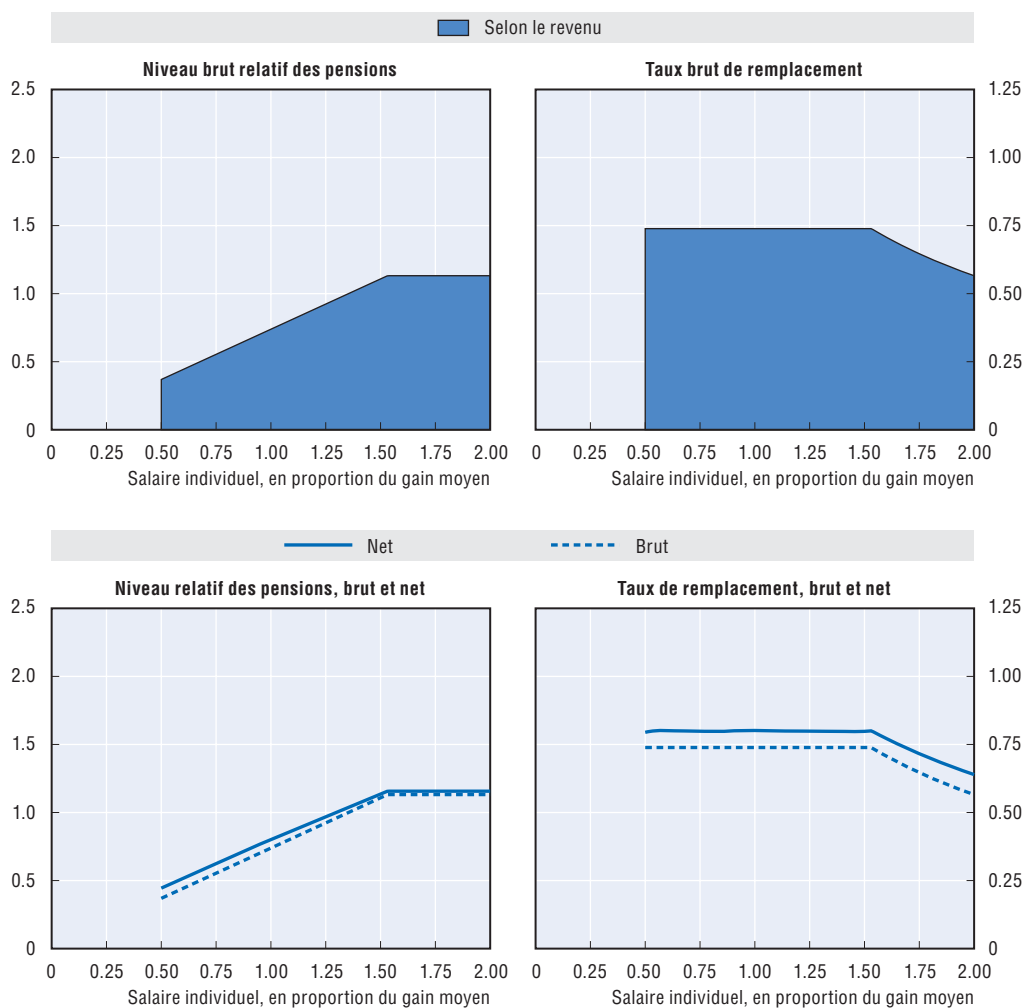 Selon le revenu
Niveau brut relatif des pensions
Taux brut de remplacement
2.5
2.0
1.5
1.0
0.5
0
0 0.25 0.50 0.75 1.00 1.25 1.50 1.75 2.00
Salaire individuel, en proportion du gain moyen
1.25
1.00
0.75
0.50
0.25
0
0 0.25 0.50 0.75 1.00 1.25 1.50 1.75 2.00
Salaire individuel, en proportion du gain moyen
Net
Brut
Niveau relatif des pensions, brut et net
Taux de remplacement, brut et net
2.5
2.0
1.5
1.0
0.5
0
0 0.25 0.50 0.75 1.00 1.25 1.50 1.75 2.00
Salaire individuel, en proportion du gain moyen
1.25
1.00
0.75
0.50
0.25
0
0 0.25 0.50 0.75 1.00 1.25 1.50 1.75 2.00
Salaire individuel, en proportion du gain moyen